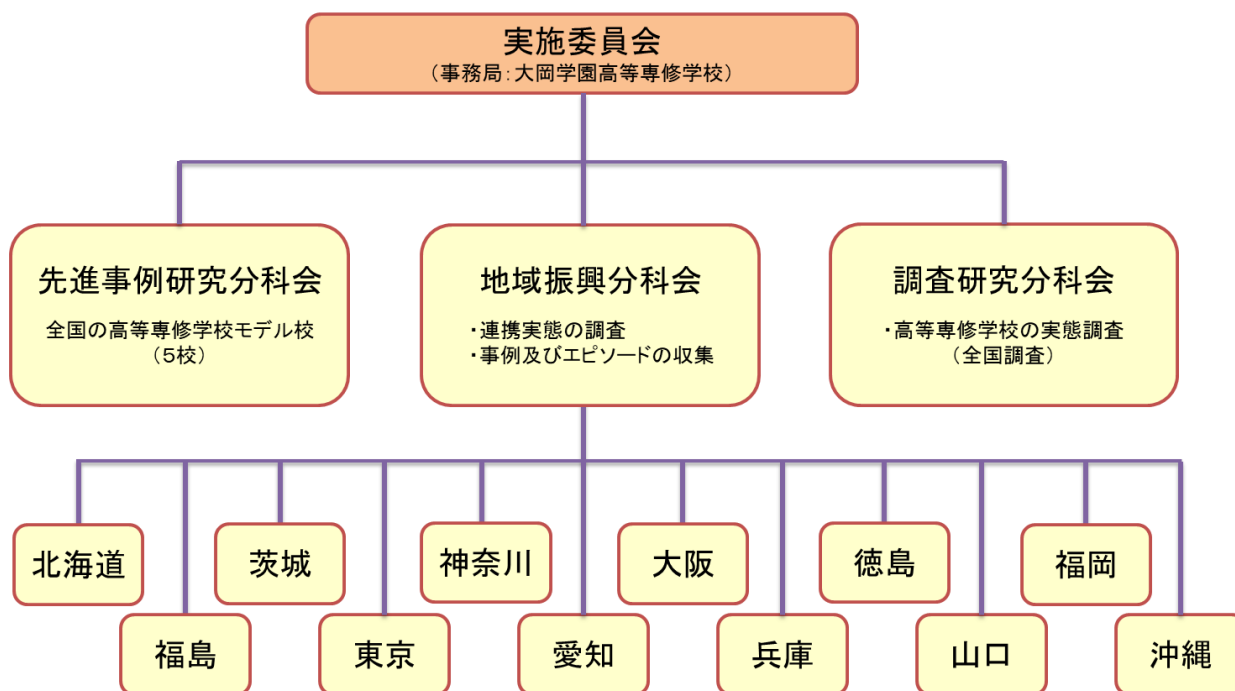 実施委員会
（事務局：大岡学園高等専修学校）
先進事例研究分科会
全国の高等専修学校モデル校
（５校）
地域振興分科会
・連携実態の調査
・事例及びエピソードの収集
調査研究分科会
・高等専修学校の実態調査
（全国調査）
北海道
茨城
神奈川
大阪
徳島
福岡
福島
東京
愛知
兵庫
山口
沖縄